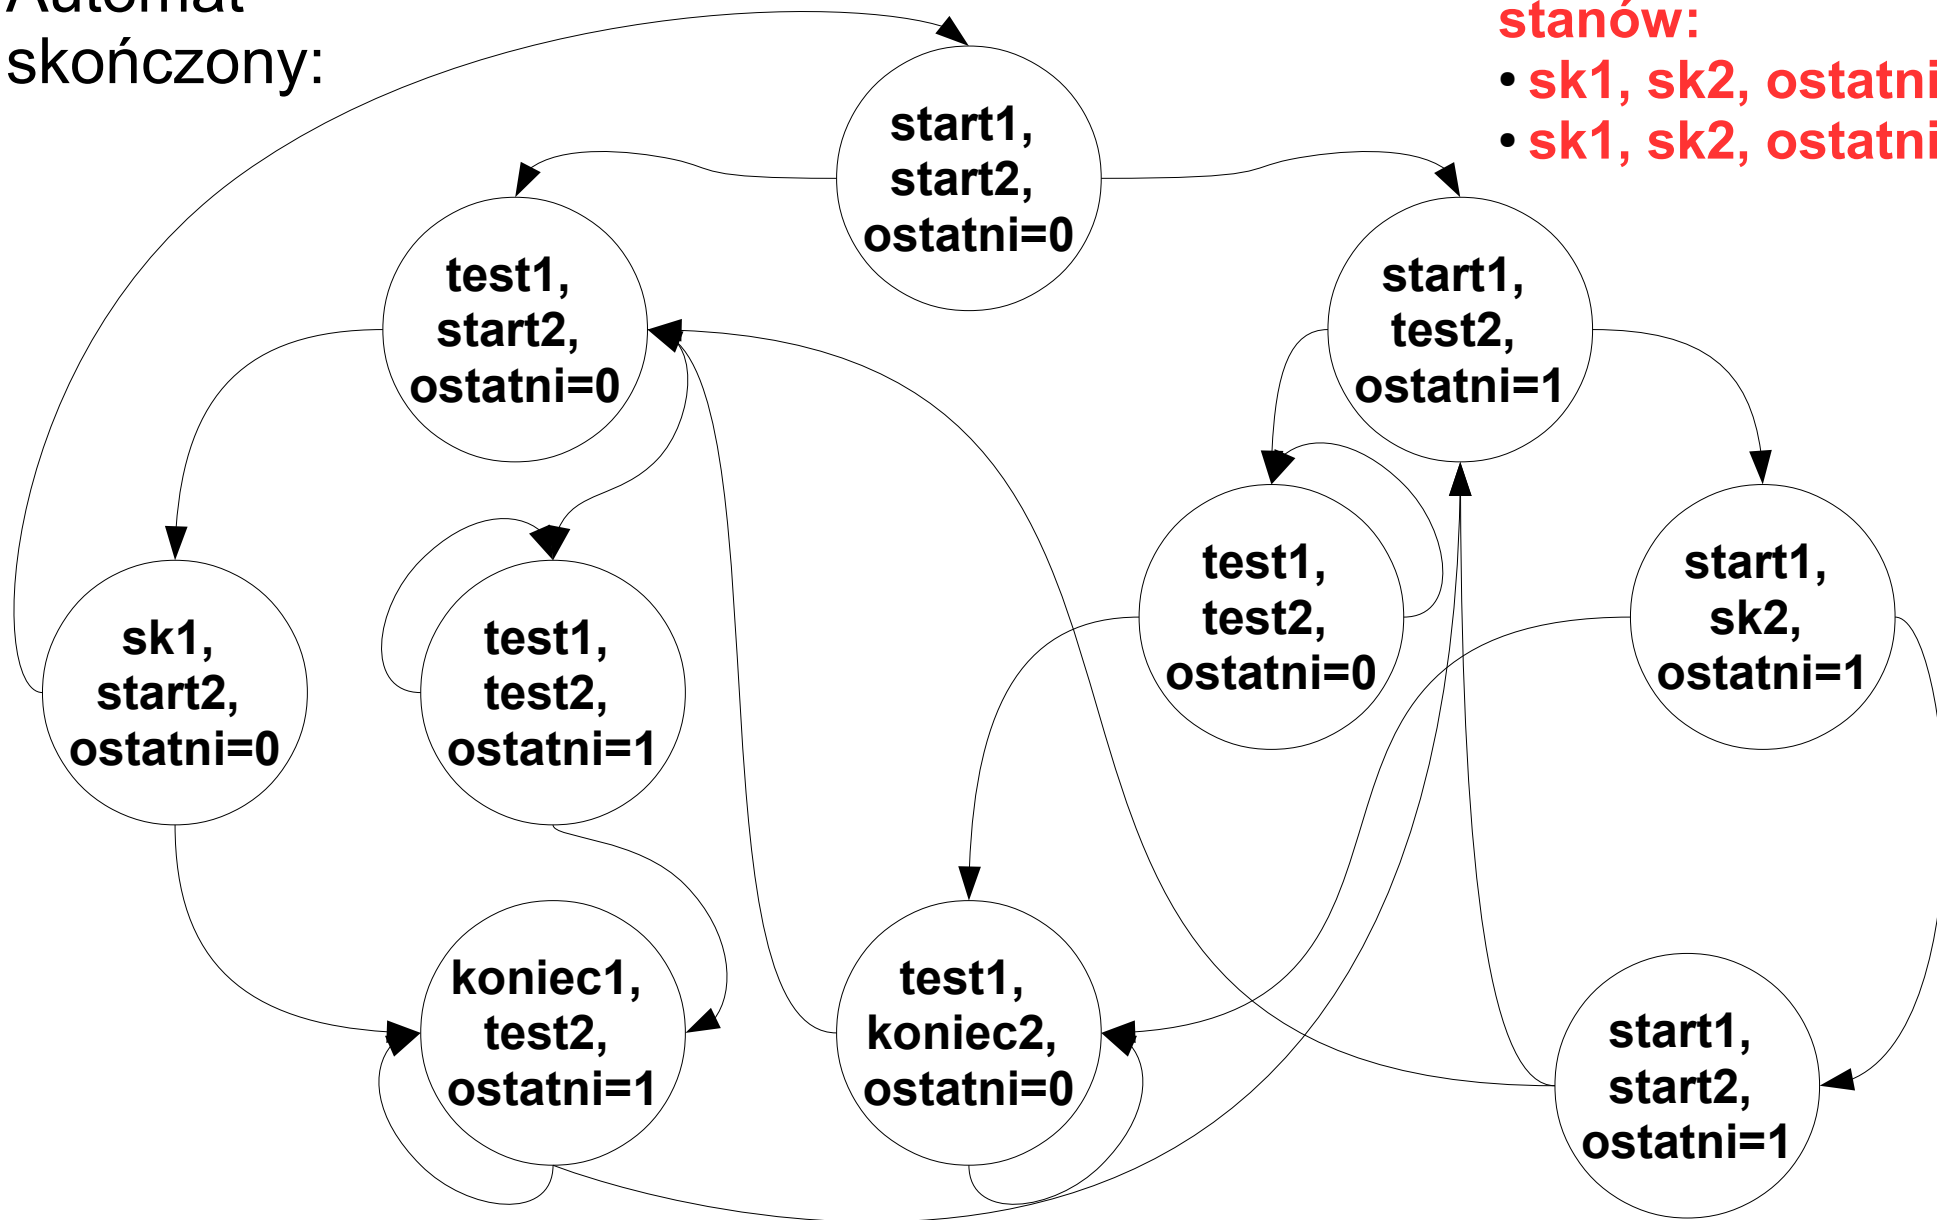 Automat
skończony:
stanów:
• sk1, sk2, ostatni
• sk1, sk2, ostatni
start1,
start2,
ostatni=0
test1,
start2,
ostatni=0
start1,
test2,
ostatni=1
test1,
test2,
ostatni=0
start1,
sk2,
ostatni=1
sk1,
start2,
ostatni=0
test1,
test2,
ostatni=1
koniec1,
test2,
ostatni=1
test1,
koniec2,
ostatni=0
start1,
start2,
ostatni=1